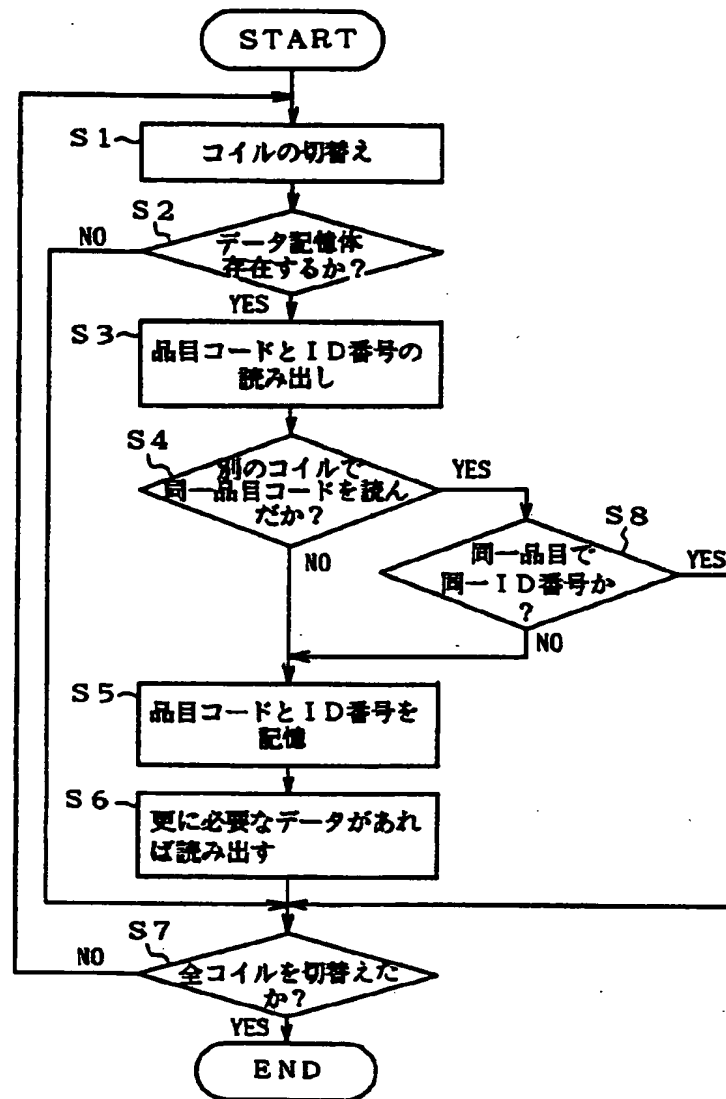 START
S1
コイルの切替え
S2
NO
データ記憶体
存在するか?
YES
S3
品目コードとID番号の
読み出し
S4
別のコイルで
同一品目コードを読ん
だか?
YES
NO
S8
同一品目で
同一ID番号か
?
YES
NO
S5
品目コードとID番号を
記憶
S6
更に必要なデータがあれ
ば読み出す
S7
NO
全コイルを切替えた
か?
YES
END